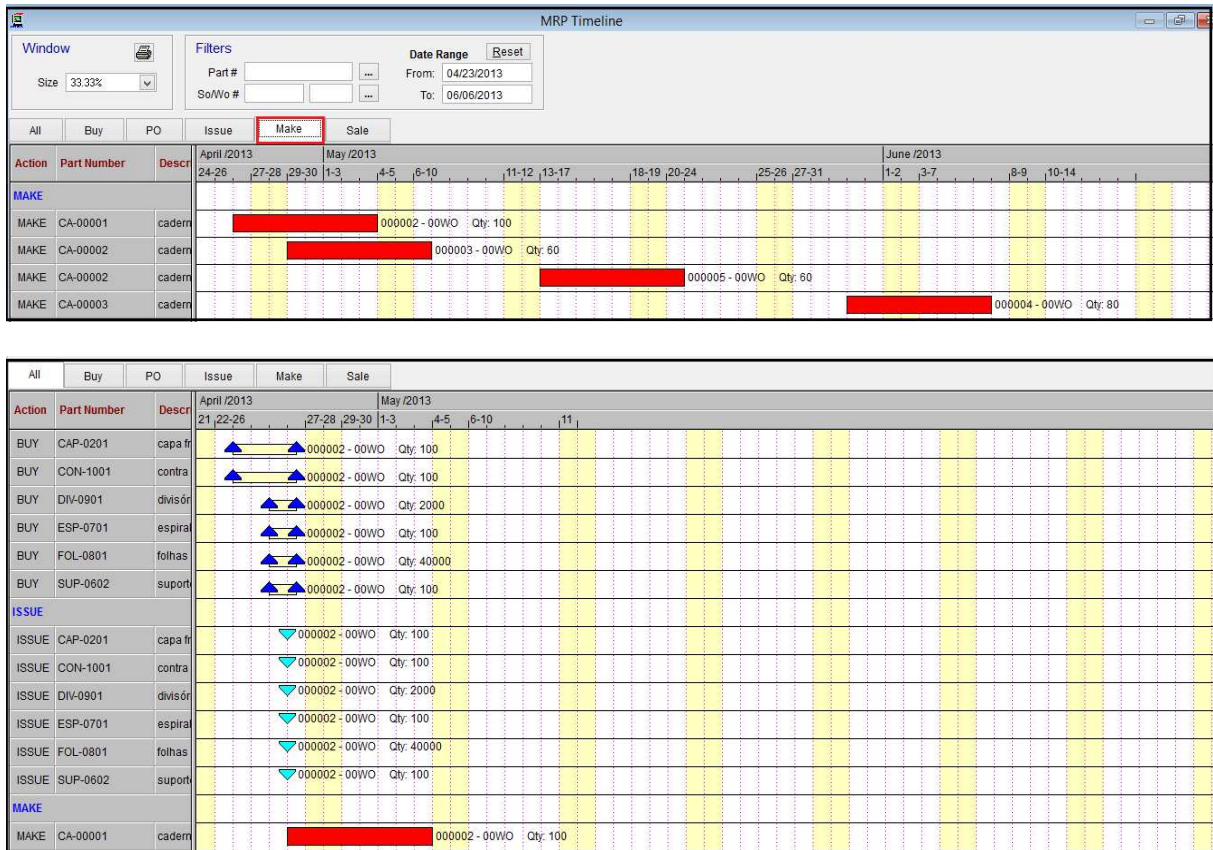 MRP Timeline
Window
Size 33.33%
Filters
Part # ...
So/Wo # ...
Date Range Reset
From: 04/23/2013
To: 06/06/2013
All Buy PO Issue Make Sale
Action Part Number Descr
April /2013 May /2013 June /2013
24-26 27-28 29-30 1-3 4-5 6-10 11-12 13-17 18-19 20-24 25-26 27-31 1-2 3-7 8-9 10-14
MAKE
MAKE CA-00001 cadern 000002 - 00WO Qty: 100
MAKE CA-00002 cadern 000003 - 00WO Qty: 60
MAKE CA-00002 cadern 000005 - 00WO Qty: 60
MAKE CA-00003 cadern 000004 - 00WO Qty: 80
All Buy PO Issue Make Sale
Action Part Number Descr
April /2013 May /2013
21 22-26 27-28 29-30 1-3 4-5 6-10 11
BUY CAP-0201 capa fr 000002 - 00WO Qty: 100
BUY CON-1001 contra 000002 - 00WO Qty: 100
BUY DIV-0901 divisór 000002 - 00WO Qty: 2000
BUY ESP-0701 espiral 000002 - 00WO Qty: 100
BUY FOL-0801 folhas 000002 - 00WO Qty: 40000
BUY SUP-0602 suporte 000002 - 00WO Qty: 100
ISSUE
ISSUE CAP-0201 capa fr 000002 - 00WO Qty: 100
ISSUE CON-1001 contra 000002 - 00WO Qty: 100
ISSUE DIV-0901 divisór 000002 - 00WO Qty: 2000
ISSUE ESP-0701 espiral 000002 - 00WO Qty: 100
ISSUE FOL-0801 folhas 000002 - 00WO Qty: 40000
ISSUE SUP-0602 suporte 000002 - 00WO Qty: 100
MAKE
MAKE CA-00001 cadern 000002 - 00WO Qty: 100